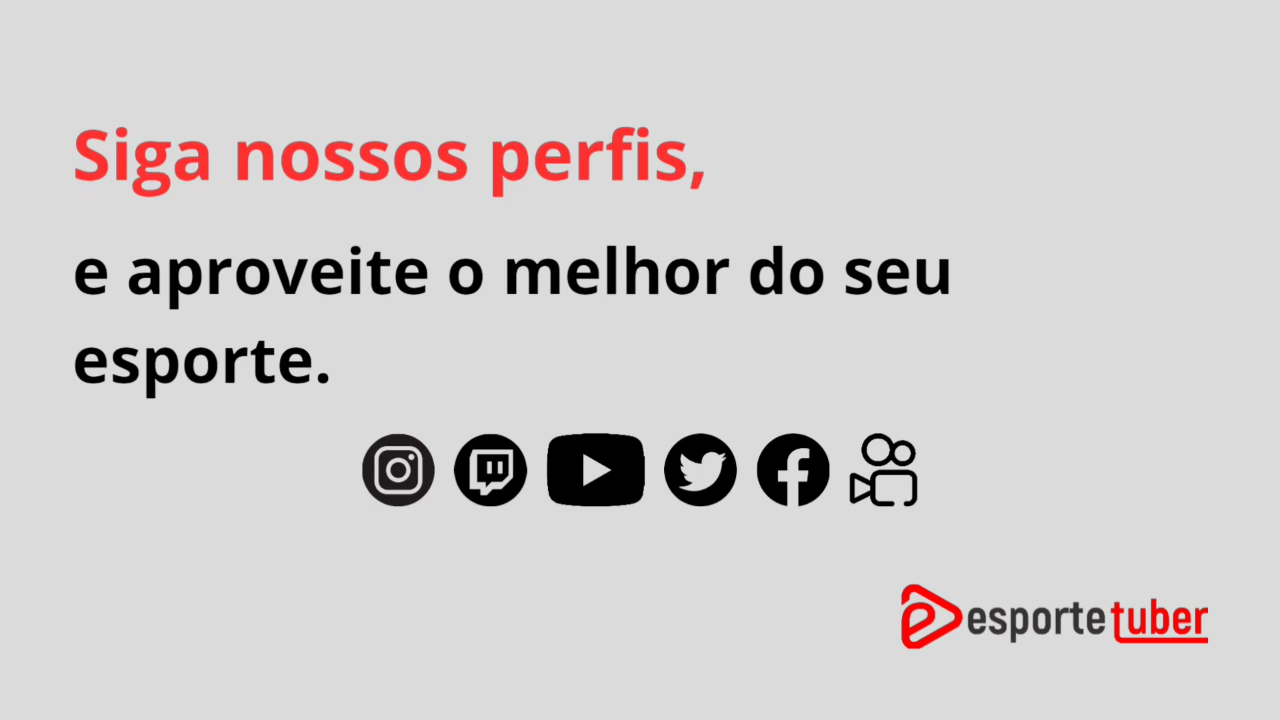 Siga nossos perfis,
e aproveite o melhor do seu
esporte.
esportetuber